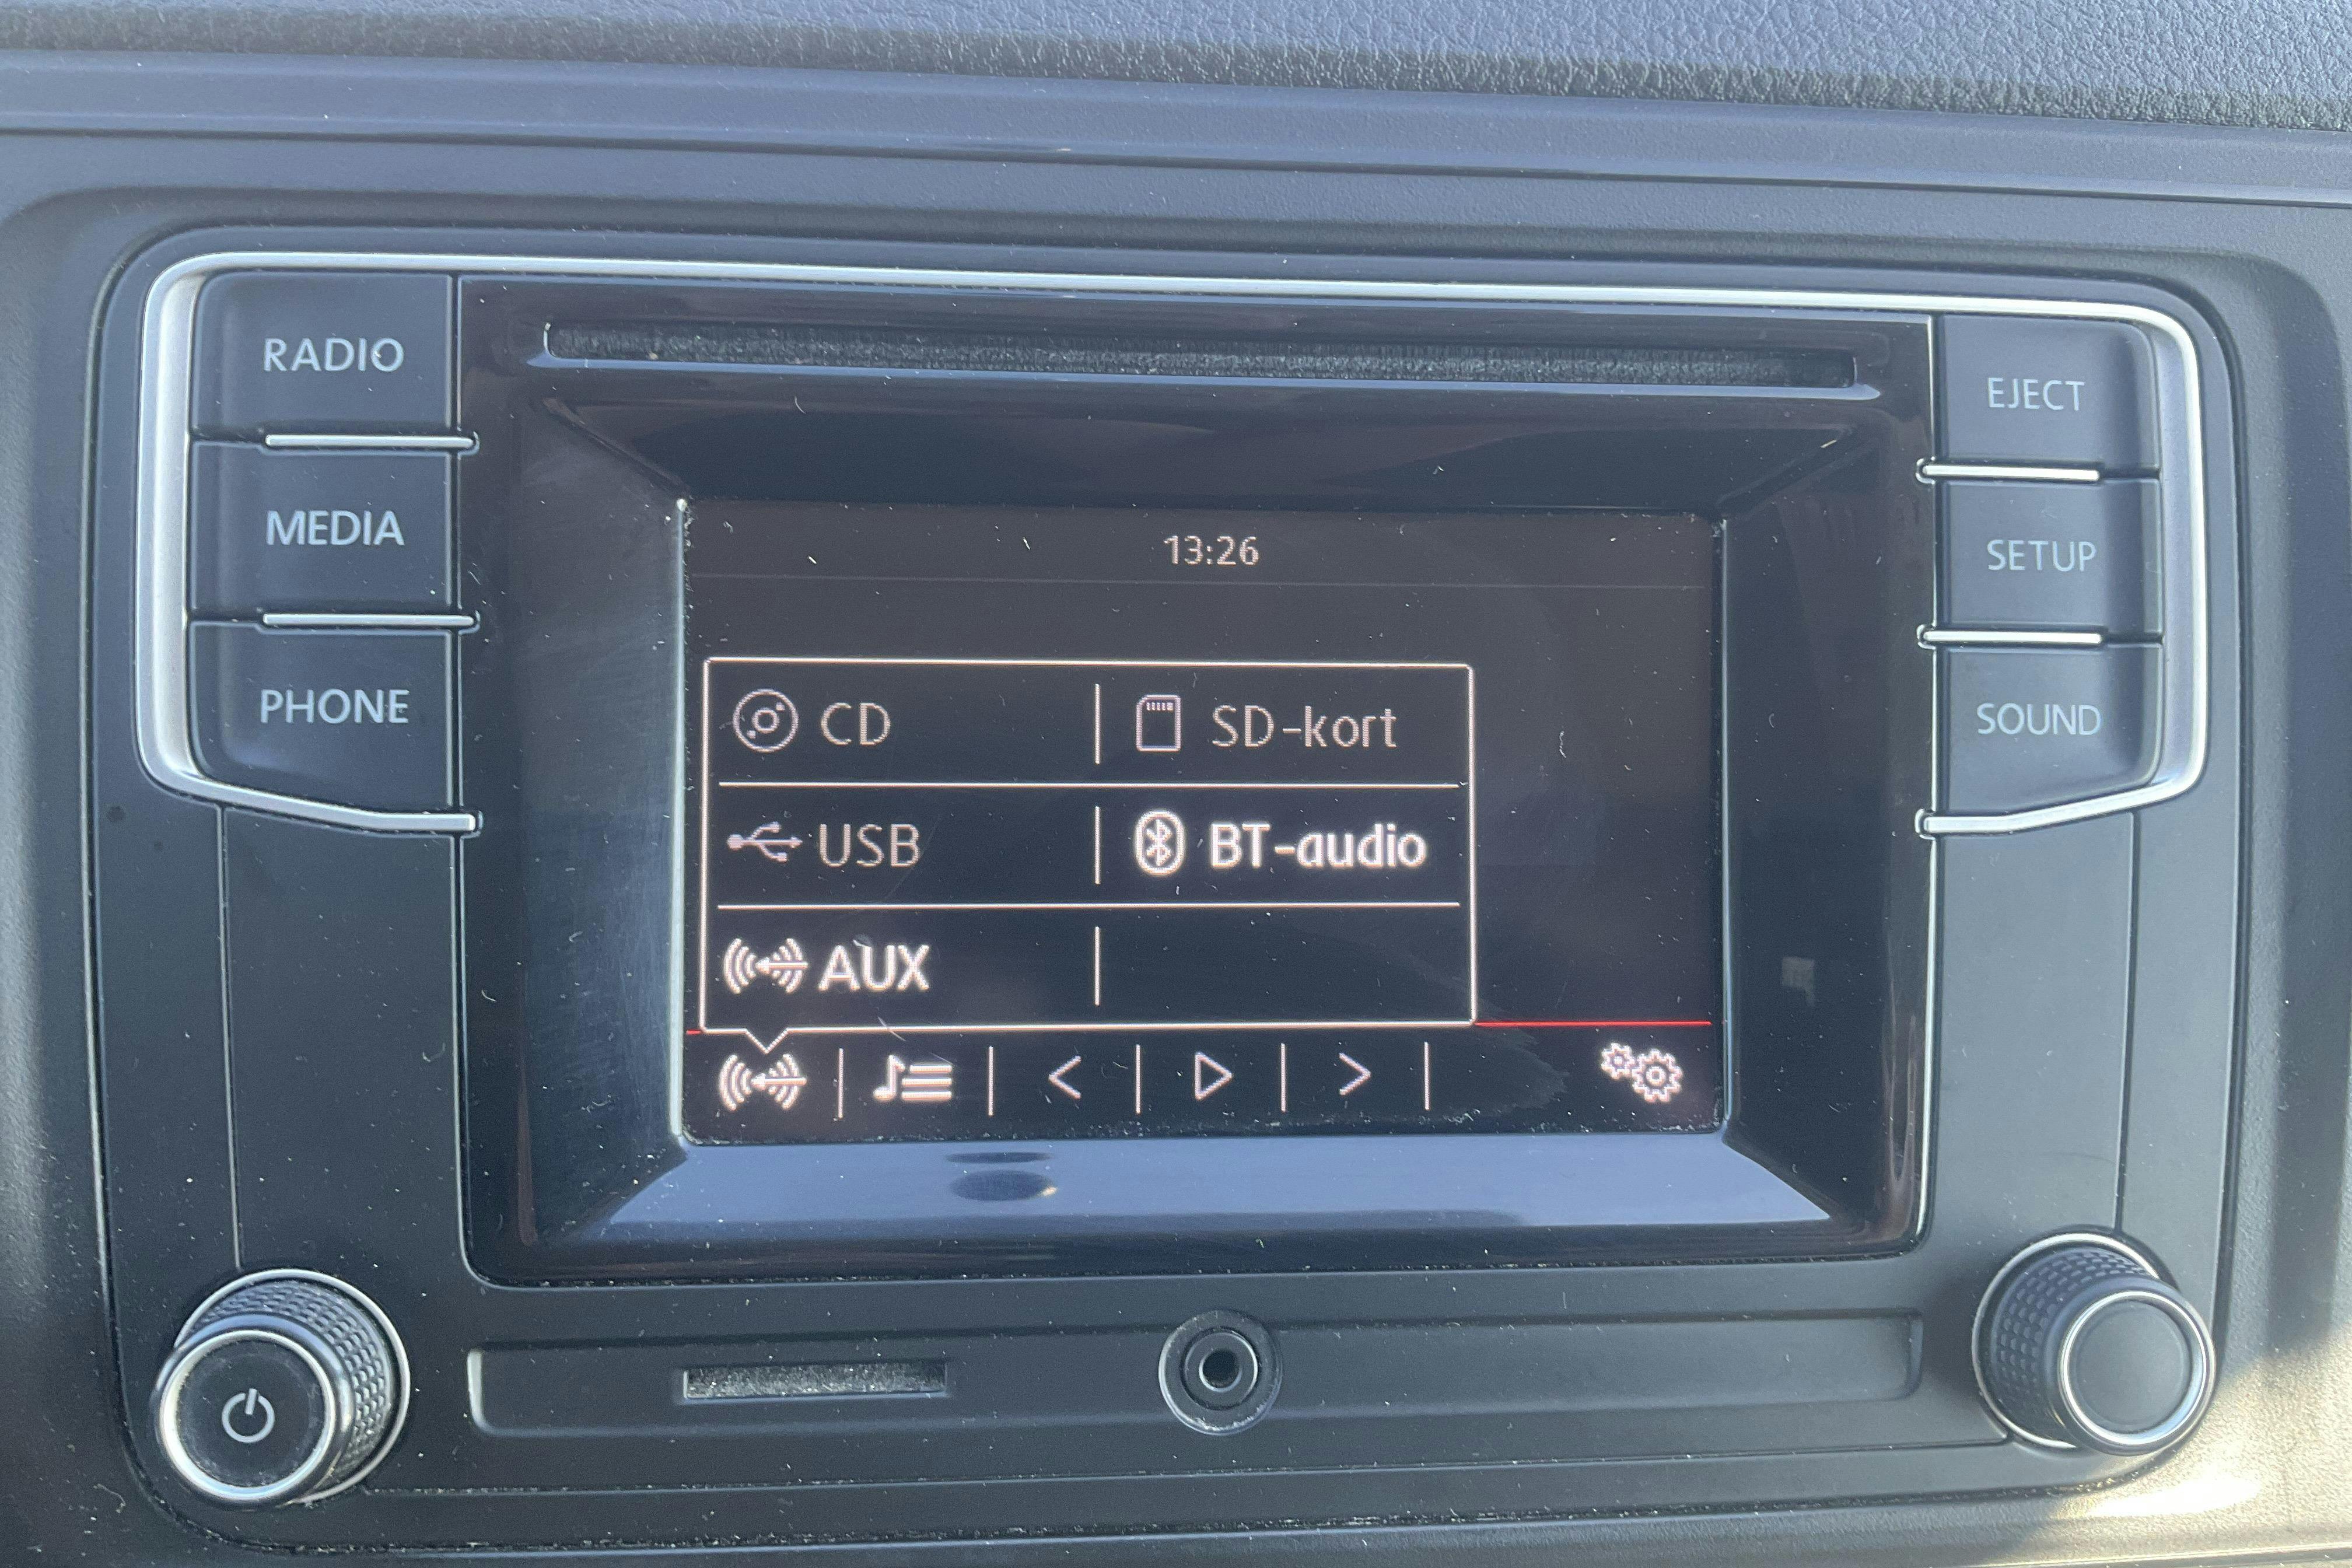 RADIO
MEDIA
PHONE
EJECT
SETUP
SOUND
13:26
CD
SD-kort
USB
BT-audio
AUX